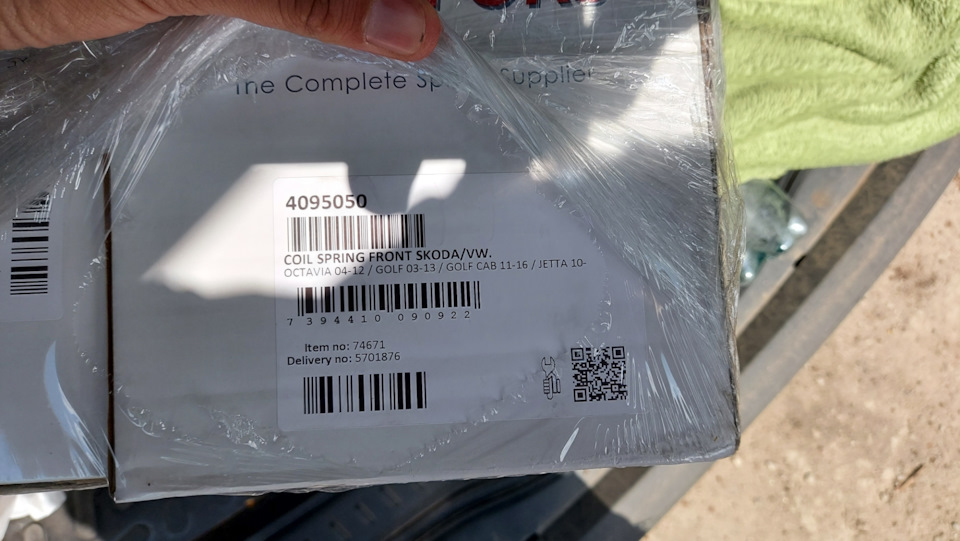 The Complete Supplier
4095050
COIL SPRING FRONT SKODA/VW.
OCTAVIA 04-12 / GOLF 03-13 / GOLF CAB 11-16 / JETTA 10-
7 394410 090922
Item no: 74671
Delivery no: 5701876